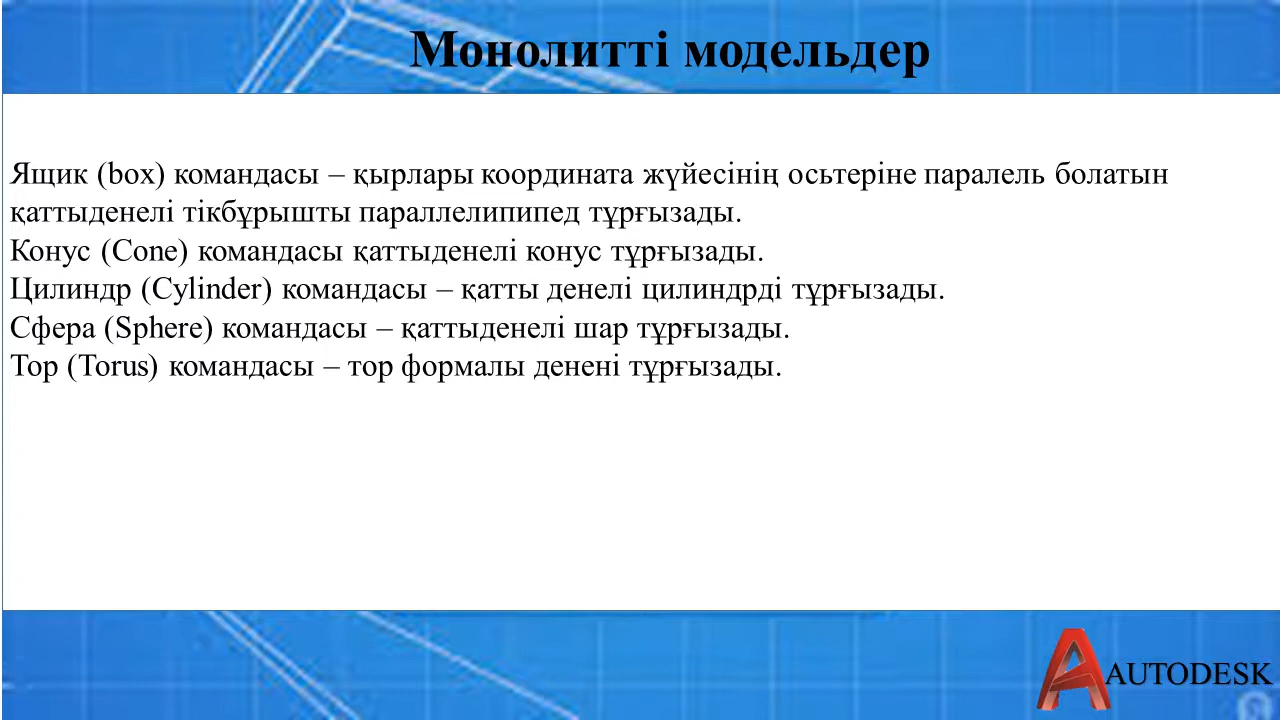 Монолитті модельдер
Ящик (box) командасы – қырлары координата жүйесінің осьтеріне паралель болатын
қаттыденелі тікбұрышты параллелипипед тұрғызады.
Конус (Cone) командасы қаттыденелі конус тұрғызады.
Цилиндр (Cylinder) командасы – қатты денелі цилиндрді тұрғызады.
Сфера (Sphere) командасы – қаттыденелі шар тұрғызады.
Тор (Torus) командасы – тор формалы денені тұрғызады.
AUTODESK